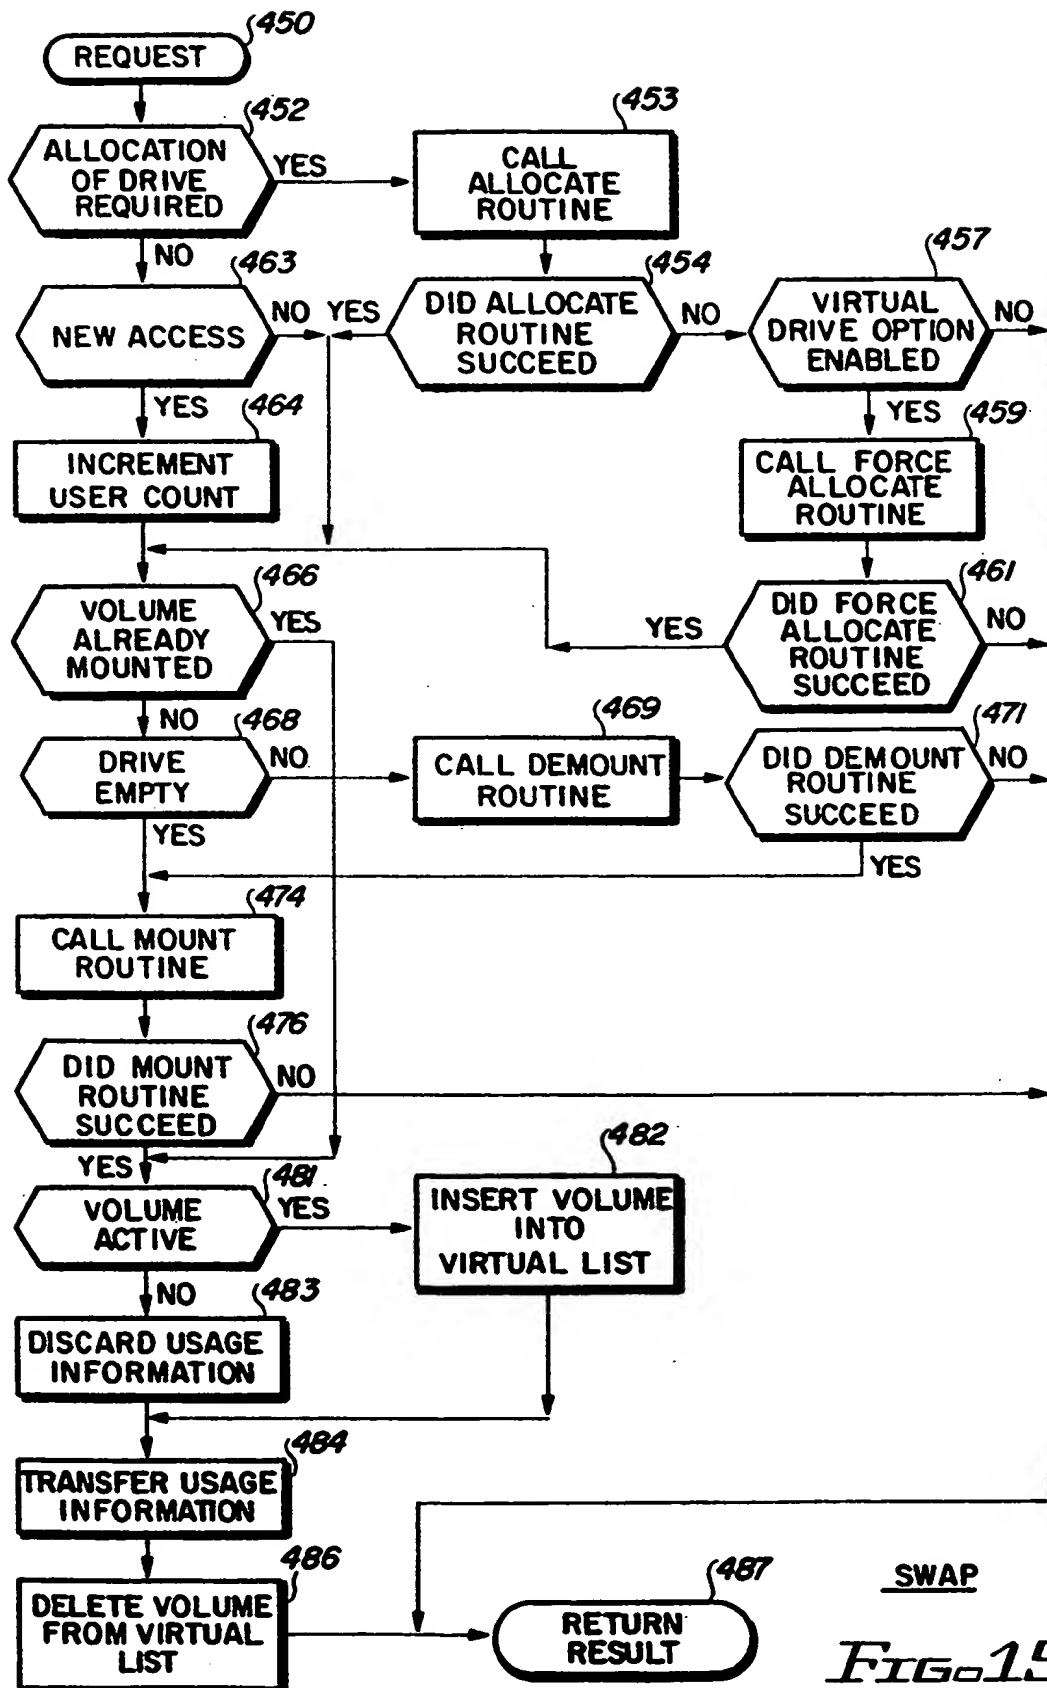 450
REQUEST
452
ALLOCATION
OF DRIVE
REQUIRED
YES
NO
453
CALL
ALLOCATE
ROUTINE
463
NEW ACCESS
NO
YES
454
DID ALLOCATE
ROUTINE
SUCCEED
YES
NO
457
VIRTUAL
DRIVE OPTION
ENABLED
NO
YES
464
INCREMENT
USER COUNT
459
CALL FORCE
ALLOCATE
ROUTINE
466
VOLUME
ALREADY
MOUNTED
YES
NO
461
DID FORCE
ALLOCATE
ROUTINE
SUCCEED
YES
NO
468
DRIVE
EMPTY
NO
YES
469
CALL DEMOUNT
ROUTINE
471
DID DEMOUNT
ROUTINE
SUCCEED
NO
YES
474
CALL MOUNT
ROUTINE
476
DID MOUNT
ROUTINE
SUCCEED
NO
YES
481
VOLUME
ACTIVE
YES
NO
482
INSERT VOLUME
INTO
VIRTUAL LIST
483
DISCARD USAGE
INFORMATION
484
TRANSFER USAGE
INFORMATION
486
DELETE VOLUME
FROM VIRTUAL
LIST
487
RETURN
RESULT
SWAP
FIG. 15